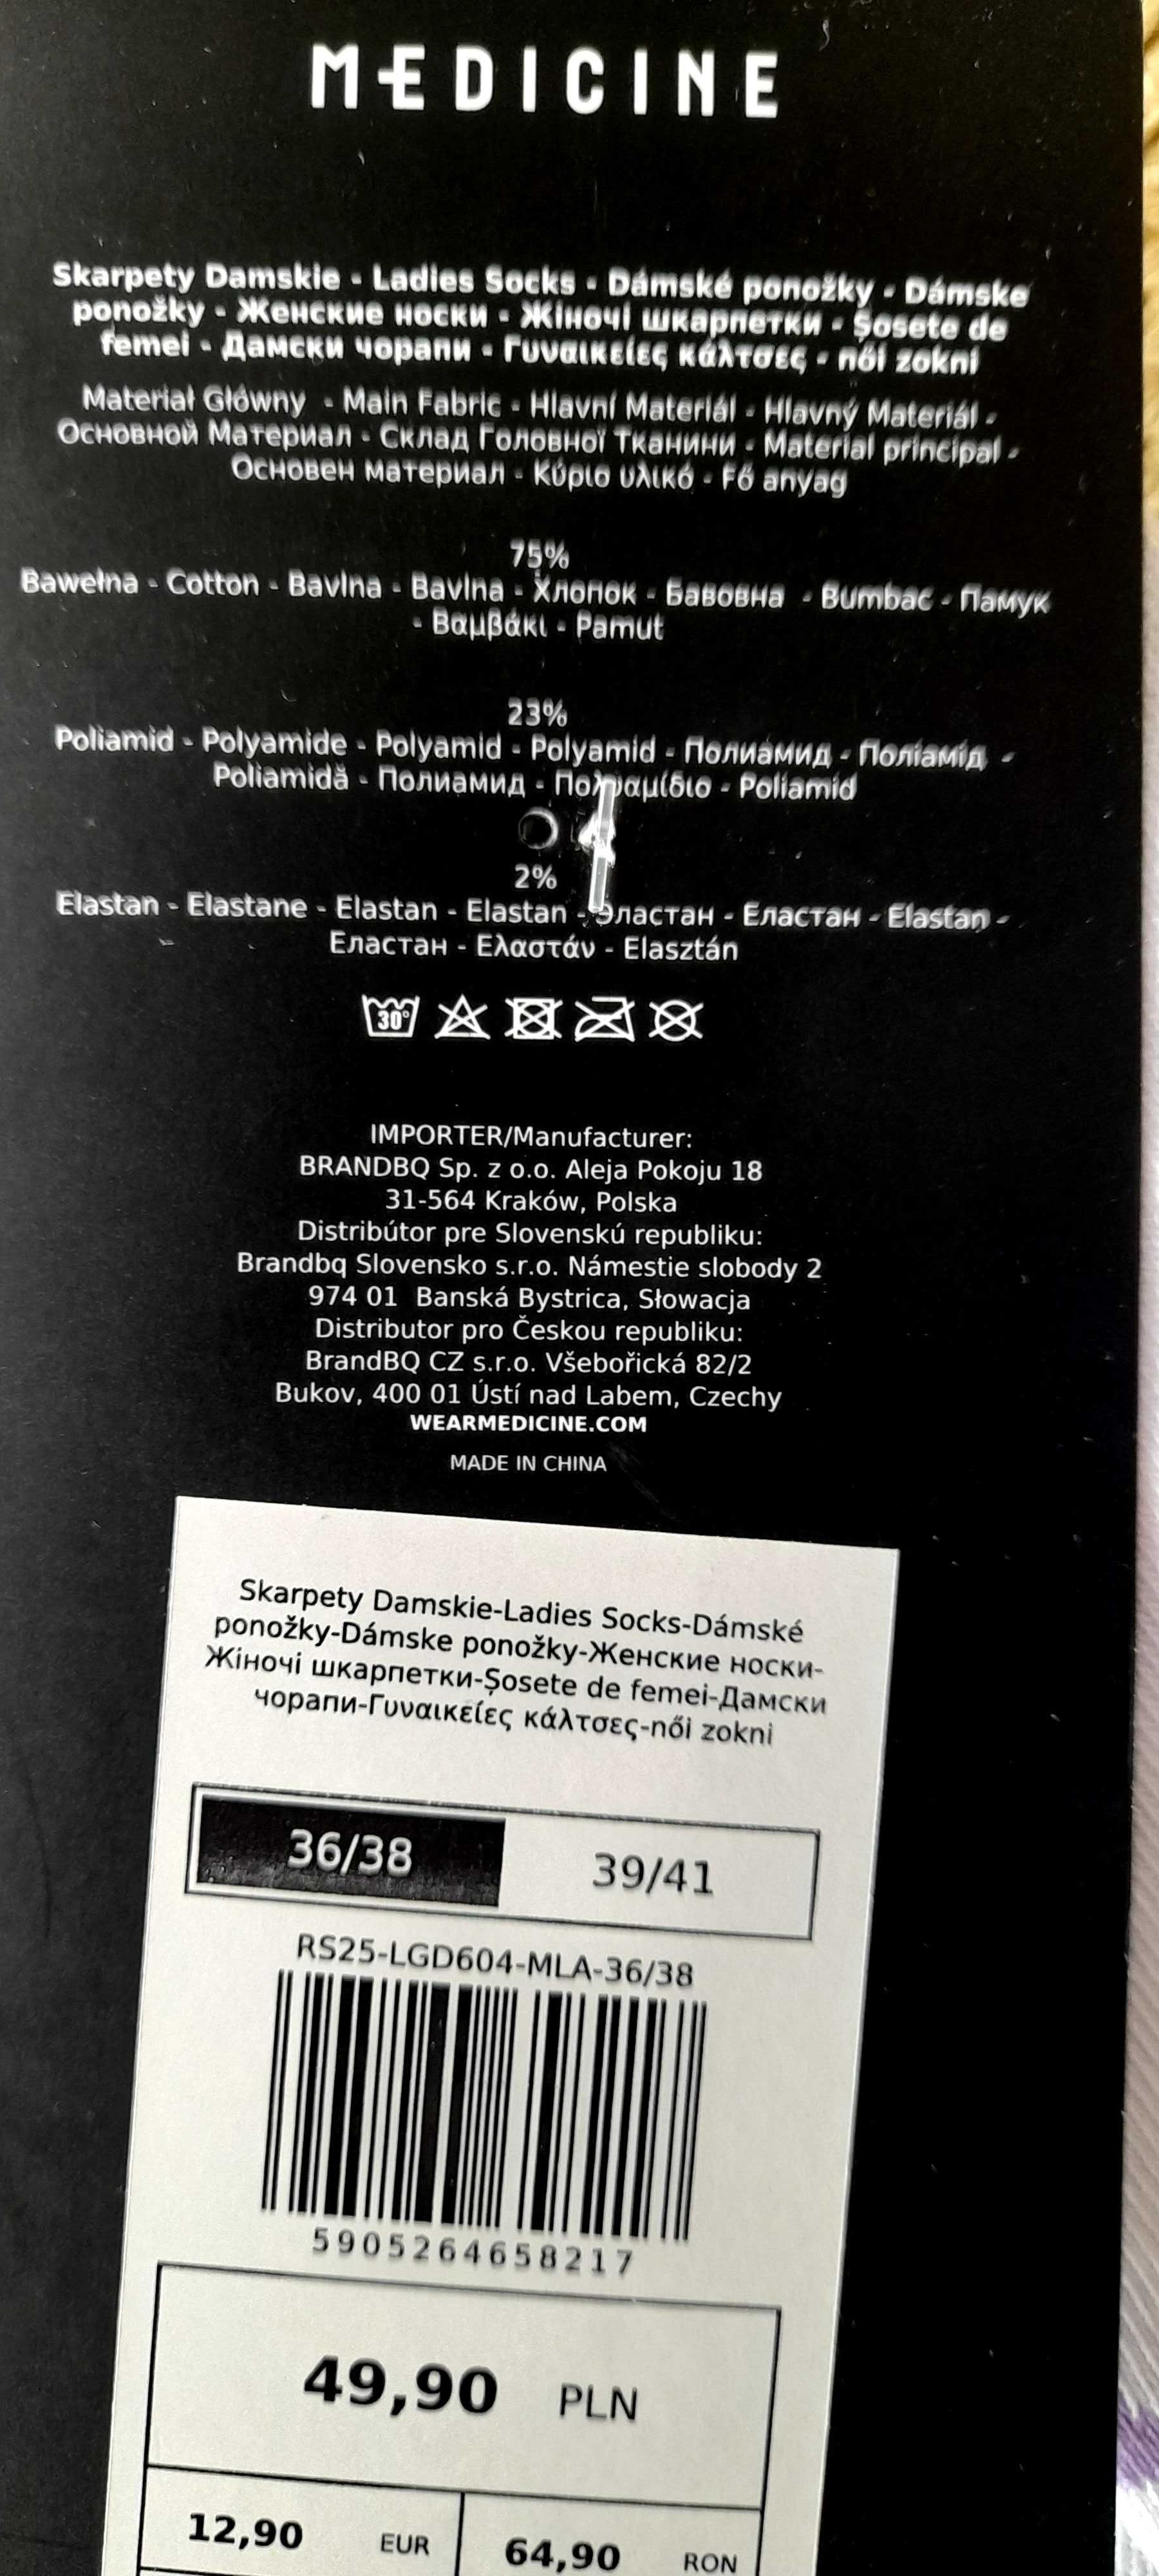 MEDICINE
Skarpety Damskie - Ladies Socks - Dámské ponožky - Dámske
ponožky - Женские носки - Жіночі шкарпетки - Șosete de
femei - Дамски чорапи - Γυναικείες κάλτσες - női zokni
Materiał Główny - Main Fabric - Hlavní Materiál - Hlavný Materiál -
Основной Материал - Склад Головної Тканини - Material principal -
Основен материал - Κύριο υλικό - Fő anyag
75%
Bawełna - Cotton - Bavlna - Bavlna - Хлопок - Бавовна - Bumbac - Памук
- Βαμβάκι - Pamut
23%
Poliamid - Polyamide - Polyamid - Polyamid - Полиамид - Поліамід -
Poliamidă - Полиамид - Πολυαμίδιο - Poliamid
2%
Elastan - Elastane - Elastan - Elastan - Эластан - Еластан - Elastan -
Еластан - Ελαστάν - Elasztán
30°
IMPORTER/Manufacturer:
BRANDBQ Sp. z o.o. Aleja Pokoju 18
31-564 Kraków, Polska
Distribútor pre Slovenskú republiku:
Brandbq Slovensko s.r.o. Námestie slobody 2
974 01 Banská Bystrica, Słowacja
Distributor pro Českou republiku:
BrandBQ CZ s.r.o. Všebořická 82/2
Bukov, 400 01 Ústí nad Labem, Czechy
WEARMEDICINE.COM
MADE IN CHINA
Skarpety Damskie-Ladies Socks-Dámské
ponožky-Dámske ponožky-Женские носки-
Жіночі шкарпетки-Șosete de femei-Дамски
чорапи-Γυναικείες κάλτσες-női zokni
36/38 39/41
RS25-LGD604-MLA-36/38
5905264658217
49,90 PLN
12,90 EUR 64,90 RON